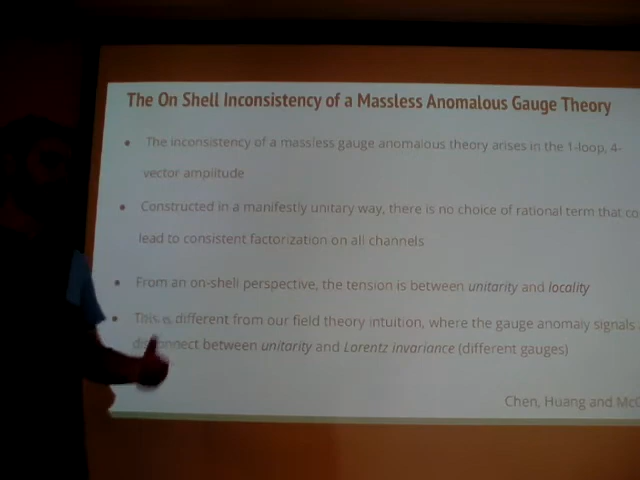 The On Shell Inconsistency of a Massless Anomalous Gauge Theory
• The inconsistency of a massless gauge anomalous theory arises in the 1-loop, 4-
vector amplitude
• Constructed in a manifestly unitary way, there is no choice of rational term that co
lead to consistent factorization on all channels
• From an on-shell perspective, the tension is between unitarity and locality
• This is different from our field theory intuition, where the gauge anomaly signals
disconnect between unitarity and Lorentz invariance (different gauges)
Chen, Huang and McG